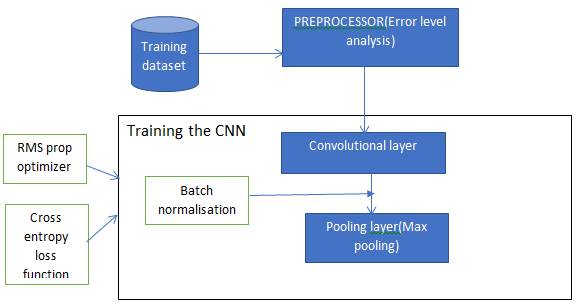 Training
dataset
PREPROCESSOR(Error level
analysis)
Training the CNN
Convolutional layer
RMS prop
optimizer
Batch
normalisation
Cross
entropy
loss
function
Pooling layer(Max
pooling)